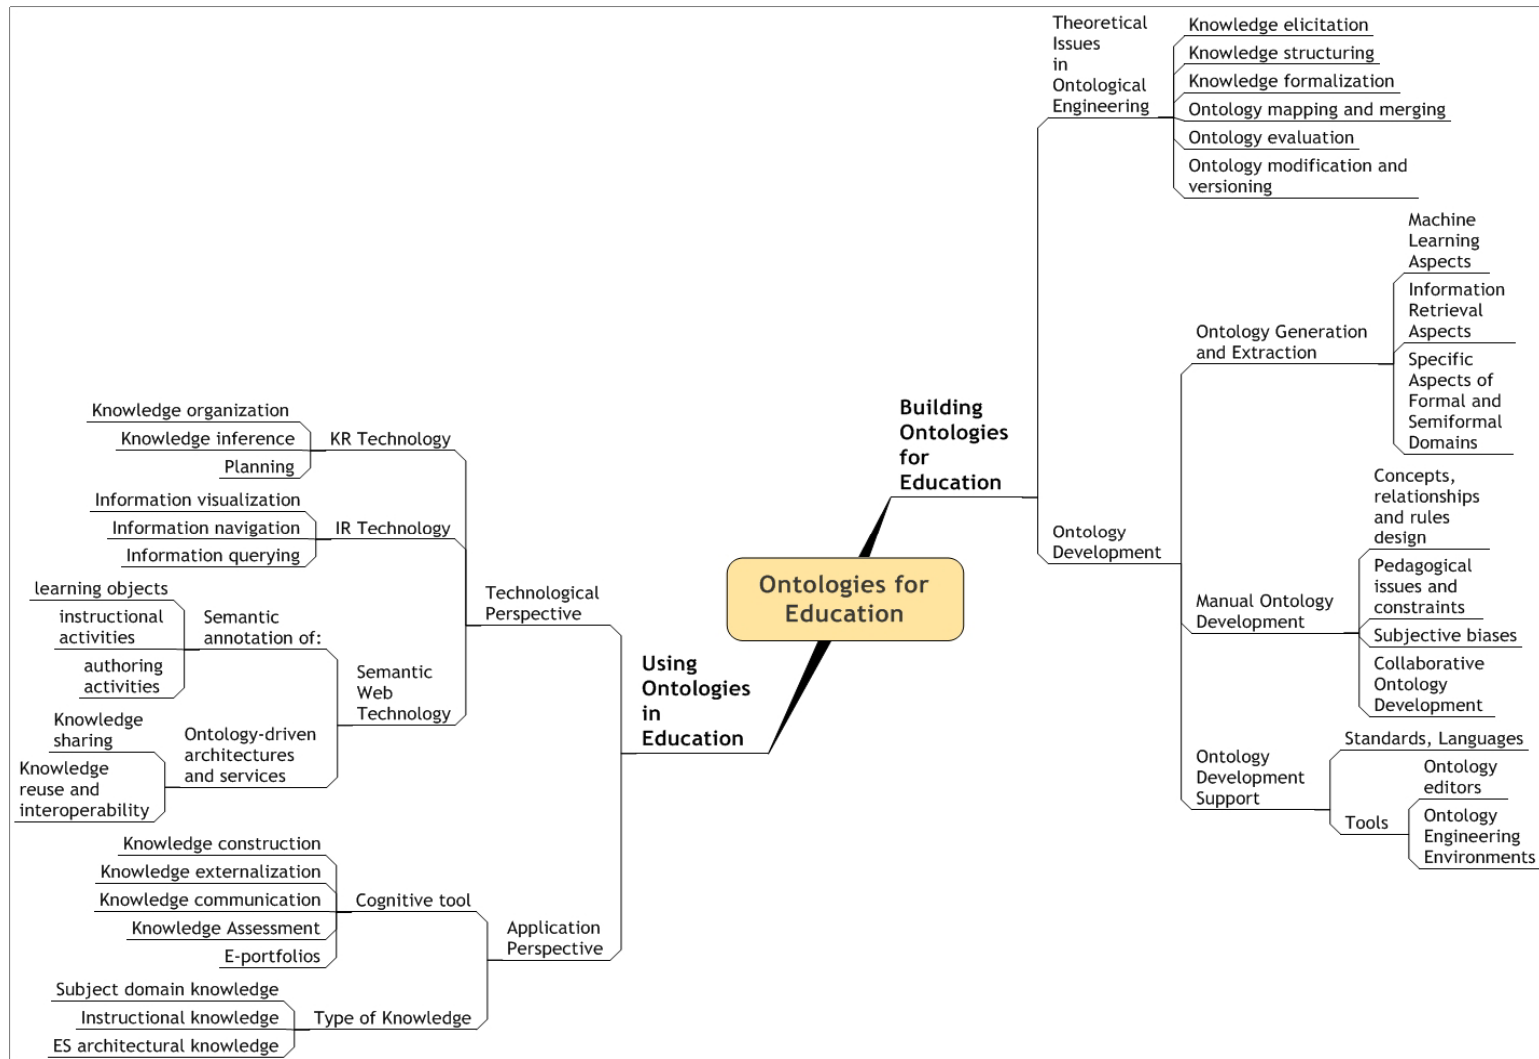 Ontologies for
Education
Building
Ontologies
for
Education
Theoretical
Issues
in
Ontological
Engineering
Knowledge elicitation
Knowledge structuring
Knowledge formalization
Ontology mapping and merging
Ontology evaluation
Ontology modification and
versioning
Ontology
Development
Ontology Generation
and Extraction
Machine
Learning
Aspects
Information
Retrieval
Aspects
Specific
Aspects of
Formal and
Semiformal
Domains
Manual Ontology
Development
Concepts,
relationships
and rules
design
Pedagogical
issues and
constraints
Subjective biases
Collaborative
Ontology
Development
Ontology
Development
Support
Standards, Languages
Tools
Ontology
editors
Ontology
Engineering
Environments
Using
Ontologies
in
Education
Technological
Perspective
KR Technology
Knowledge organization
Knowledge inference
Planning
IR Technology
Information visualization
Information navigation
Information querying
Semantic
Web
Technology
Semantic
annotation of:
learning objects
instructional
activities
authoring
activities
Ontology-driven
architectures
and services
Knowledge
sharing
Knowledge
reuse and
interoperability
Application
Perspective
Cognitive tool
Knowledge construction
Knowledge externalization
Knowledge communication
Knowledge Assessment
E-portfolios
Type of Knowledge
Subject domain knowledge
Instructional knowledge
ES architectural knowledge